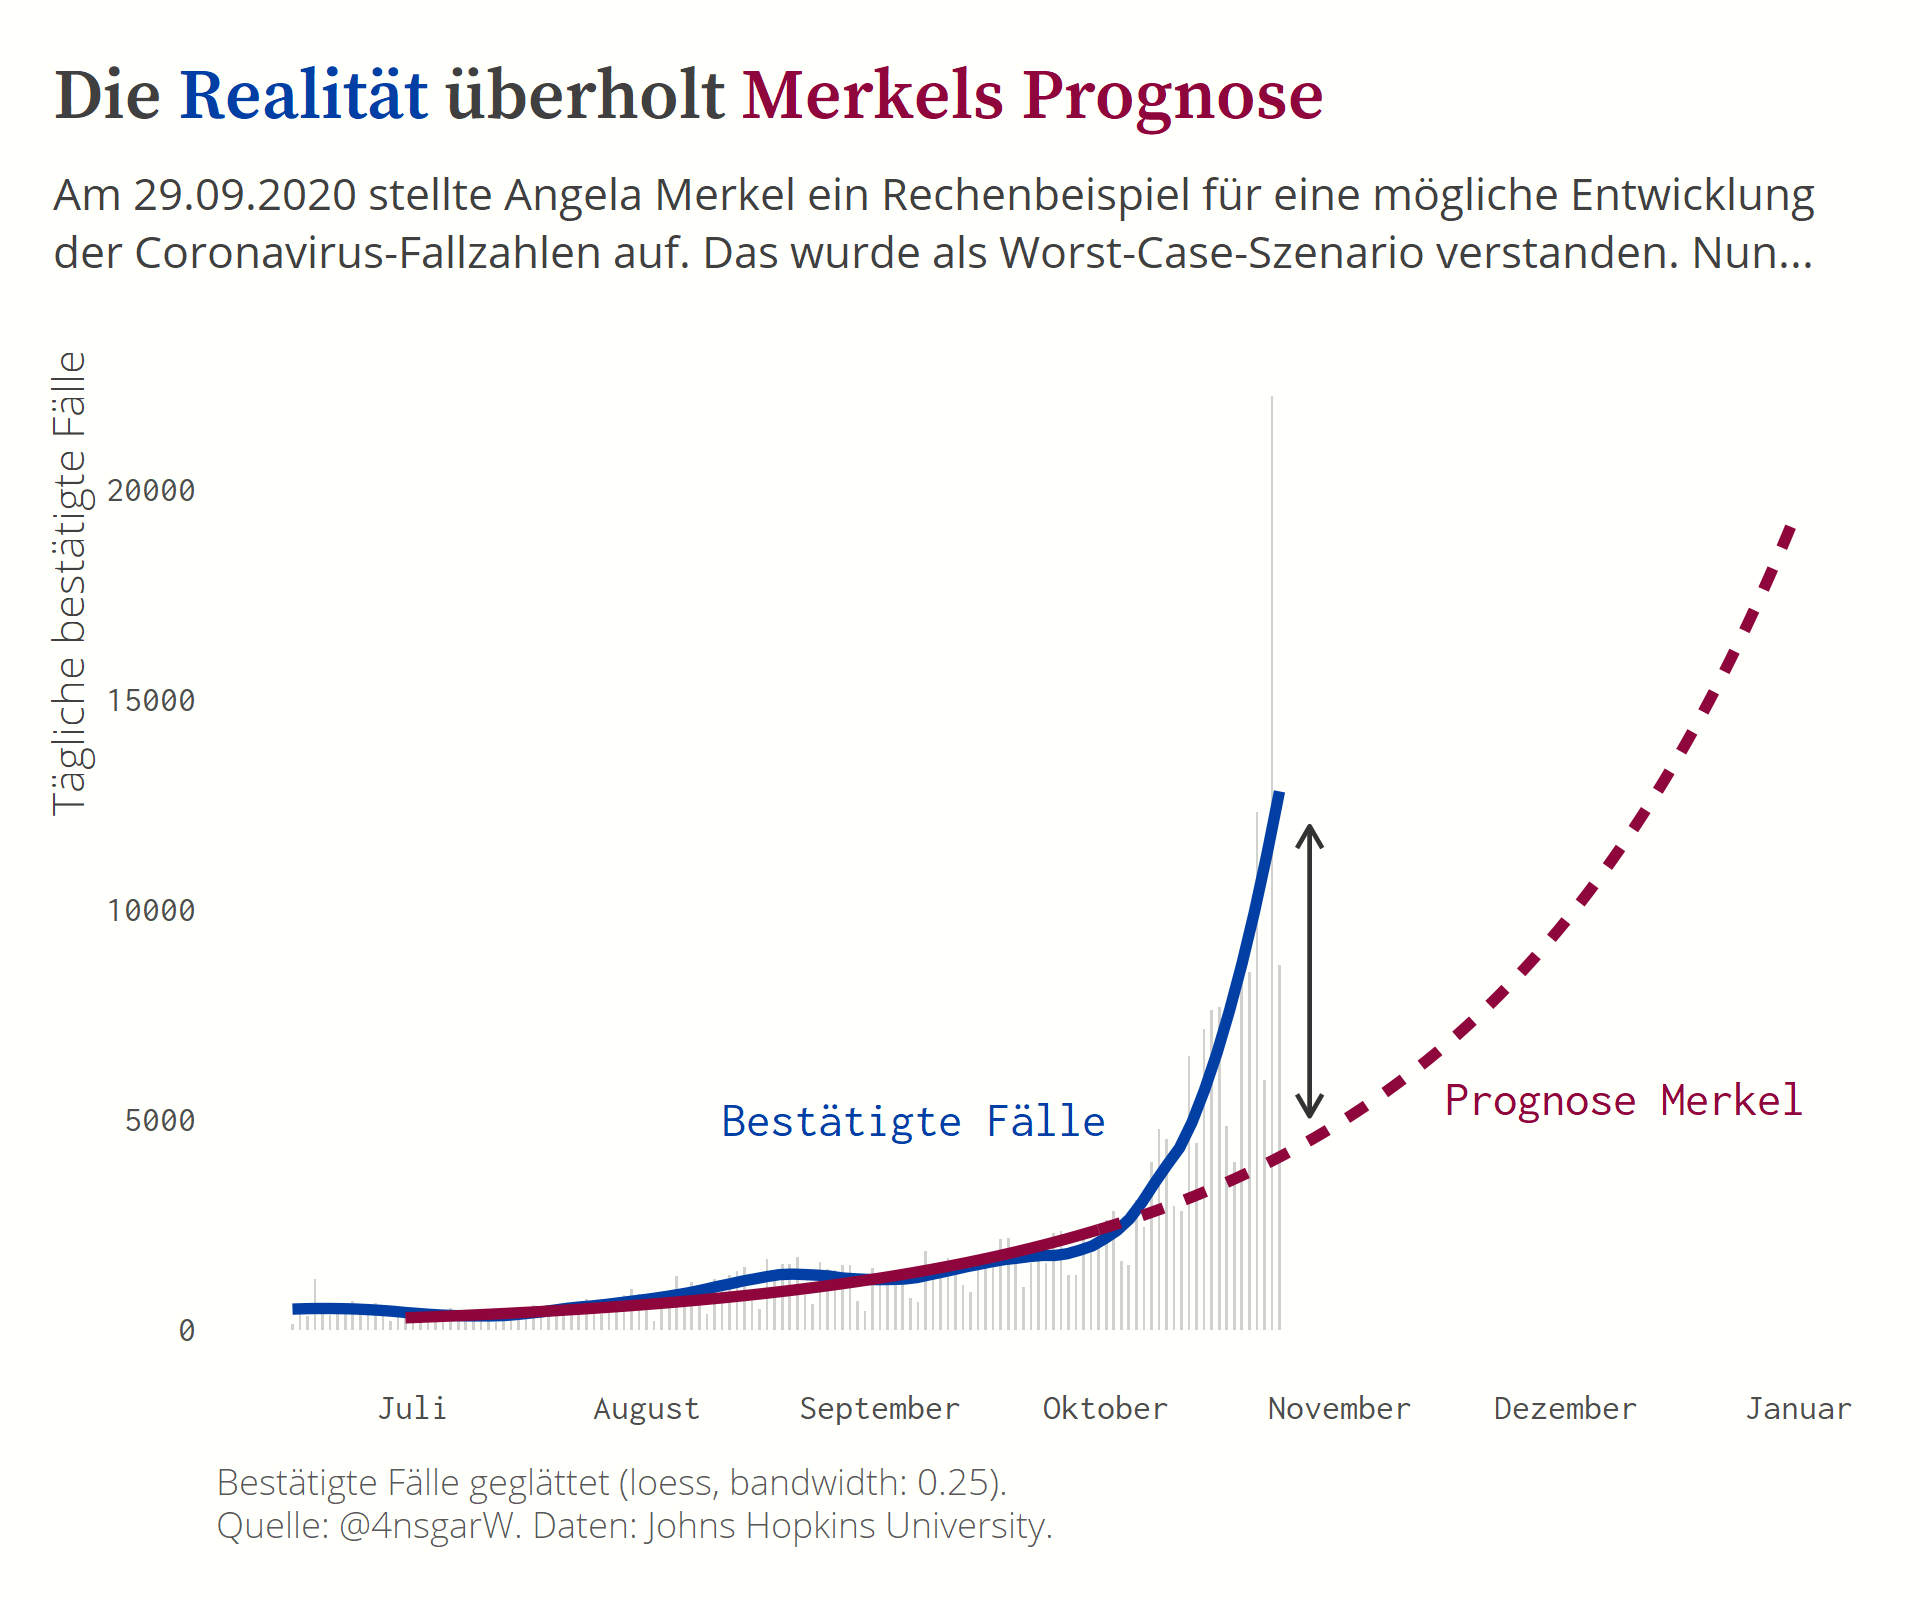 Die Realität überholt Merkels Prognose
Am 29.09.2020 stellte Angela Merkel ein Rechenbeispiel für eine mögliche Entwicklung
der Coronavirus-Fallzahlen auf. Das wurde als Worst-Case-Szenario verstanden. Nun...
Tägliche bestätigte Fälle
20000
15000
10000
5000
0
Bestätigte Fälle
Prognose Merkel
Juli August September Oktober November Dezember Januar
Bestätigte Fälle geglättet (loess, bandwidth: 0.25).
Quelle: @4nsgarW. Daten: Johns Hopkins University.